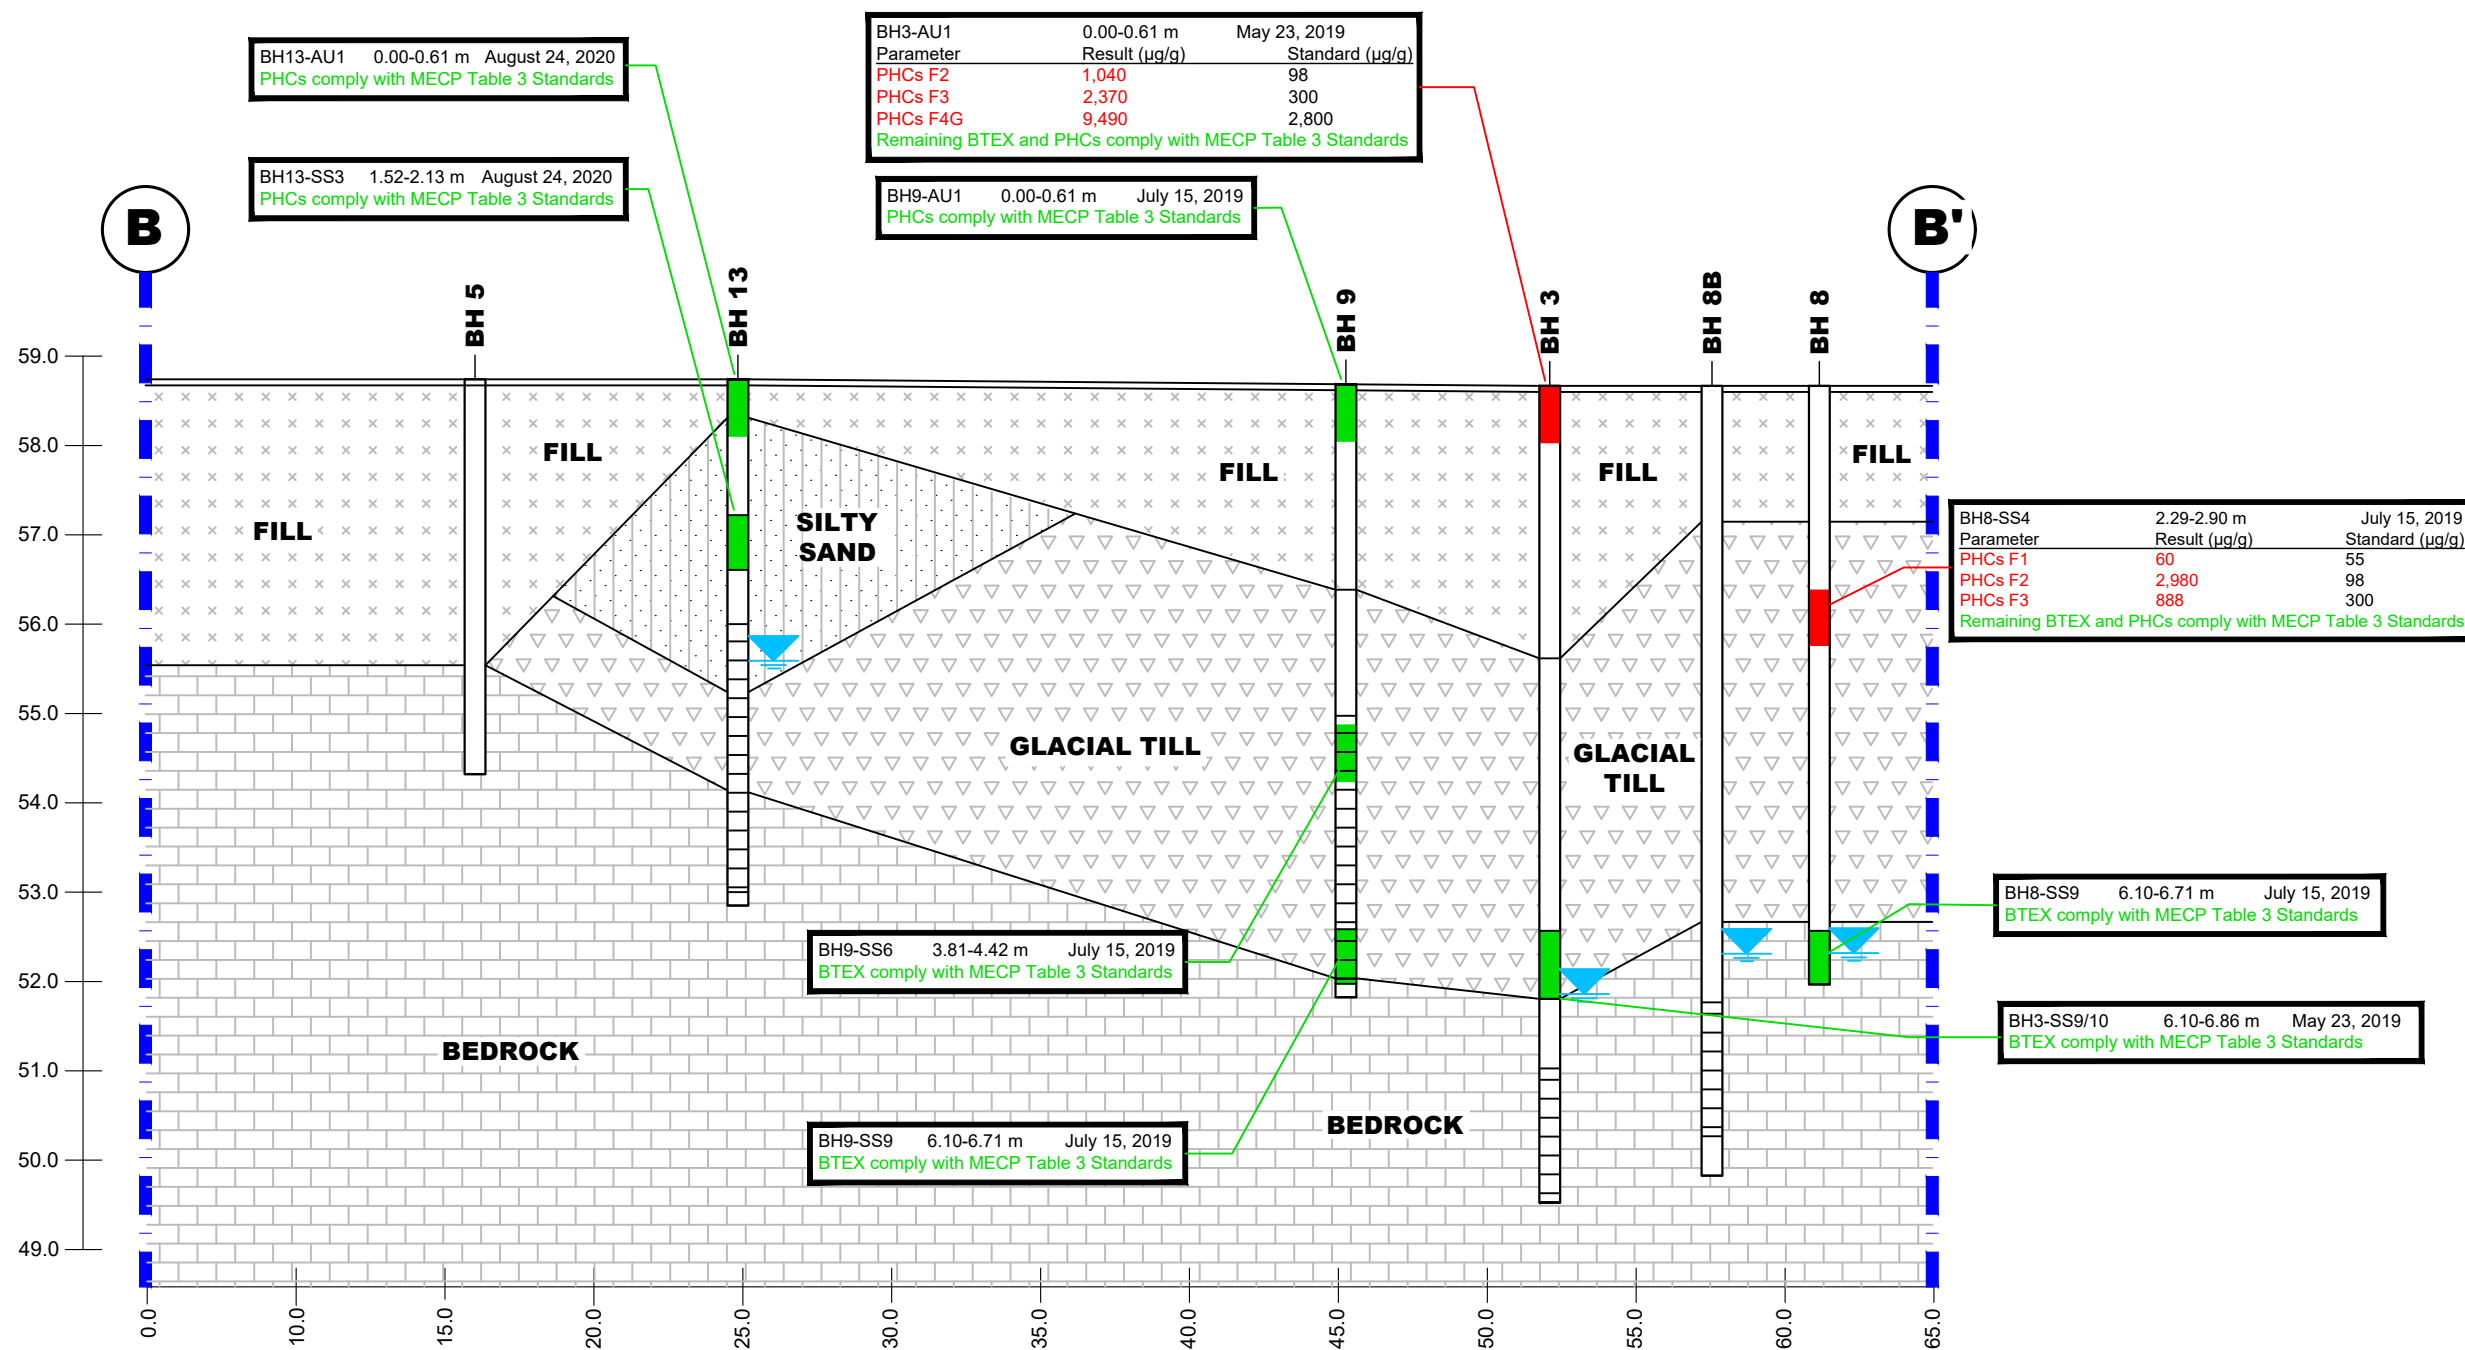 BH3-AU1 0.00-0.61 m May 23, 2019
Parameter Result (µg/g) Standard (µg/g)
PHCs F2 1,040 98
PHCs F3 2,370 300
PHCs F4G 9,490 2,800
Remaining BTEX and PHCs comply with MECP Table 3 Standards
BH13-AU1 0.00-0.61 m August 24, 2020
PHCs comply with MECP Table 3 Standards
BH13-SS3 1.52-2.13 m August 24, 2020
PHCs comply with MECP Table 3 Standards
BH9-AU1 0.00-0.61 m July 15, 2019
PHCs comply with MECP Table 3 Standards
B
B'
BH 5
BH 13
BH 9
BH 3
BH 8B
BH 8
59.0
58.0
57.0
56.0
55.0
54.0
53.0
52.0
51.0
50.0
49.0
FILL
FILL
FILL
FILL
FILL
SILTY
SAND
BH8-SS4 2.29-2.90 m July 15, 2019
Parameter Result (µg/g) Standard (µg/g)
PHCs F1 60 55
PHCs F2 2,980 98
PHCs F3 888 300
Remaining BTEX and PHCs comply with MECP Table 3 Standards
GLACIAL TILL
GLACIAL
TILL
BH8-SS9 6.10-6.71 m July 15, 2019
BTEX comply with MECP Table 3 Standards
BH9-SS6 3.81-4.42 m July 15, 2019
BTEX comply with MECP Table 3 Standards
BH3-SS9/10 6.10-6.86 m May 23, 2019
BTEX comply with MECP Table 3 Standards
BEDROCK
BEDROCK
BH9-SS9 6.10-6.71 m July 15, 2019
BTEX comply with MECP Table 3 Standards
0.0
10.0
15.0
20.0
25.0
30.0
35.0
40.0
45.0
50.0
55.0
60.0
65.0